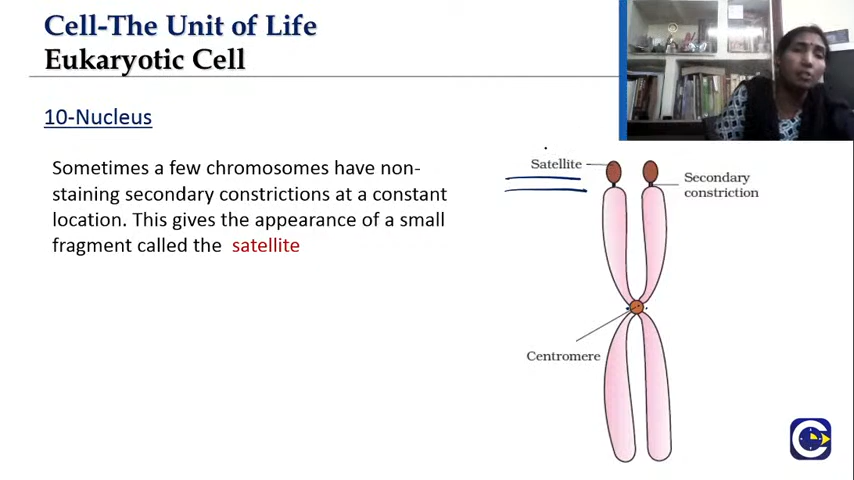 Cell-The Unit of Life
Eukaryotic Cell
10-Nucleus
Sometimes a few chromosomes have non-
staining secondary constrictions at a constant
location. This gives the appearance of a small
fragment called the satellite
Satellite
Secondary
constriction
Centromere